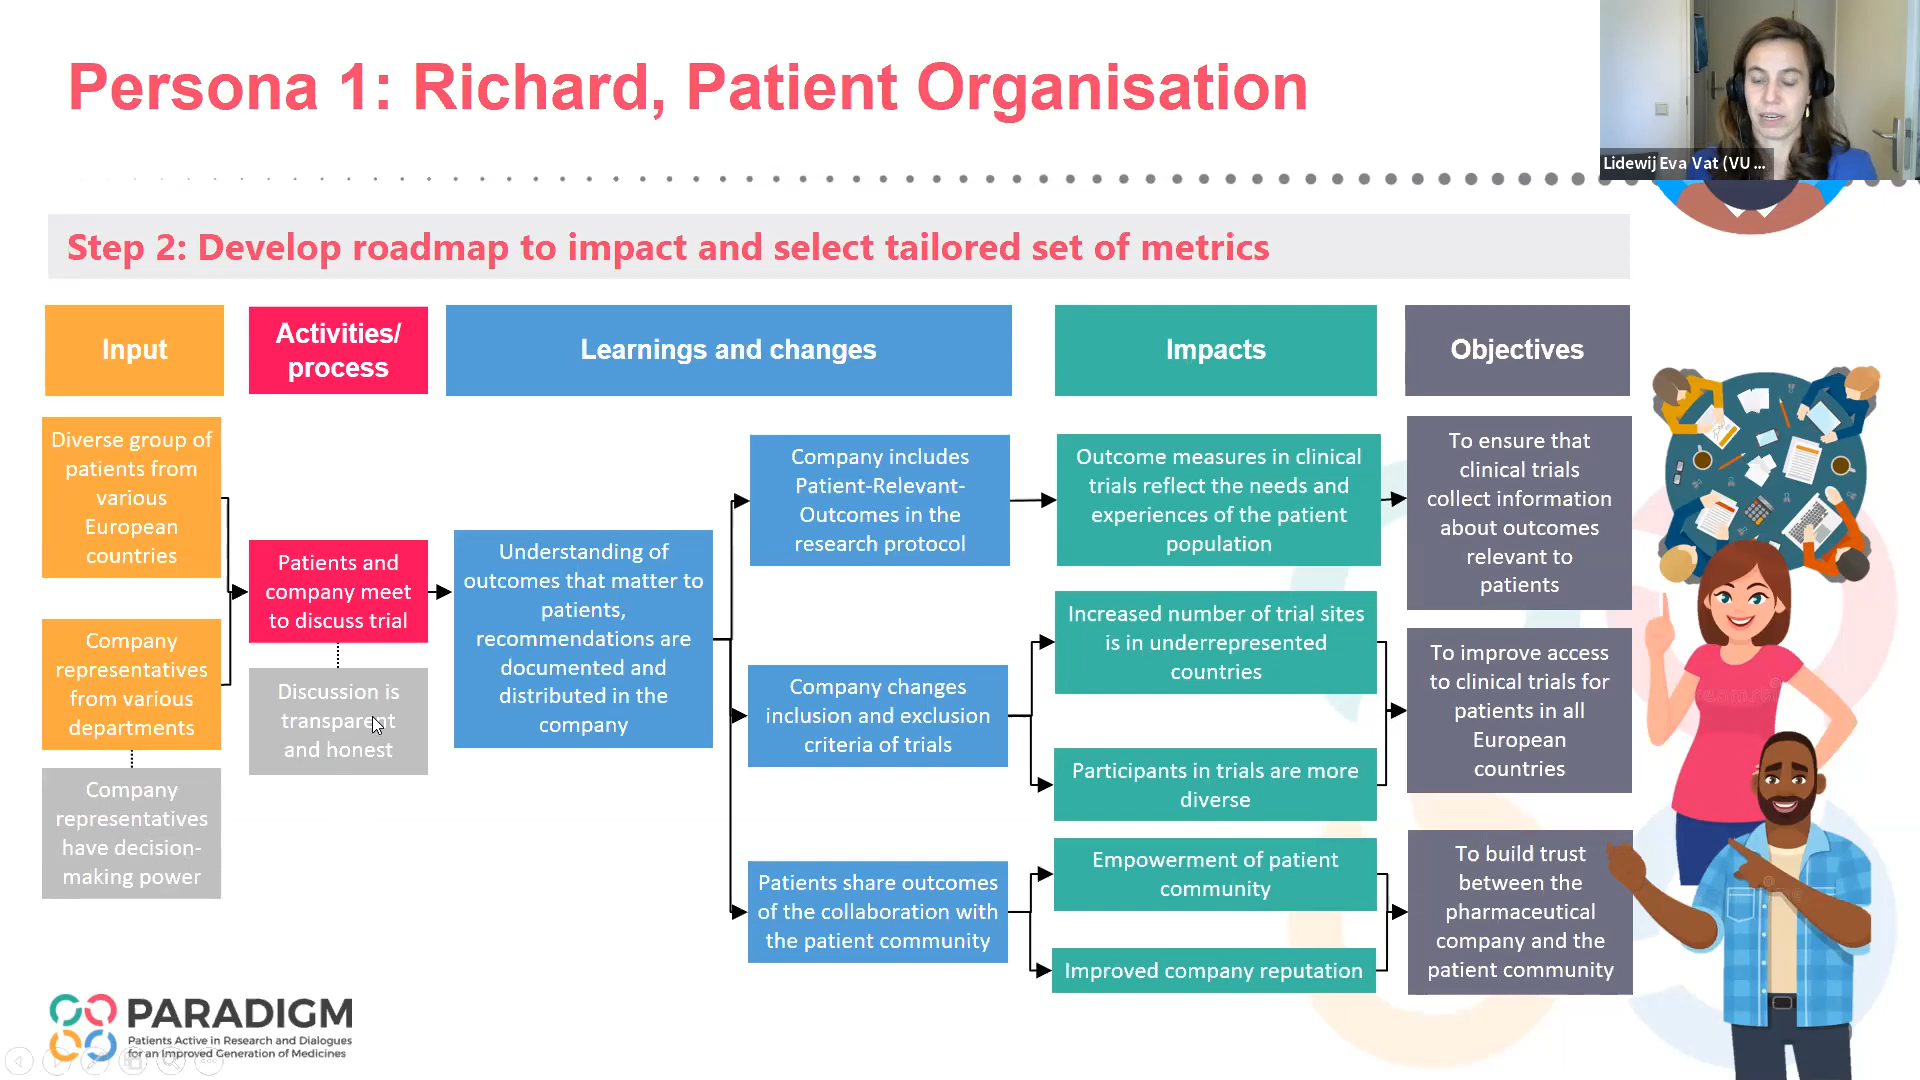 Persona 1: Richard, Patient Organisation
Lidewij Eva Vat (VU ...
Step 2: Develop roadmap to impact and select tailored set of metrics
Input
Activities/
process
Learnings and changes
Impacts
Objectives
Diverse group of
patients from
various
European
countries
Company
representatives
from various
departments
Company
representatives
have decision-
making power
Patients and
company meet
to discuss trial
Discussion is
transparent
and honest
Understanding of
outcomes that matter to
patients,
recommendations are
documented and
distributed in the
company
Company includes
Patient-Relevant-
Outcomes in the
research protocol
Company changes
inclusion and exclusion
criteria of trials
Patients share outcomes
of the collaboration with
the patient community
Outcome measures in clinical
trials reflect the needs and
experiences of the patient
population
Increased number of trial sites
is in underrepresented
countries
Participants in trials are more
diverse
Empowerment of patient
community
Improved company reputation
To ensure that
clinical trials
collect information
about outcomes
relevant to
patients
To improve access
to clinical trials for
patients in all
European
countries
To build trust
between the
pharmaceutical
company and the
patient community
PARADIGM
Patients Active in Research and Dialogues
for an Improved Generation of Medicines